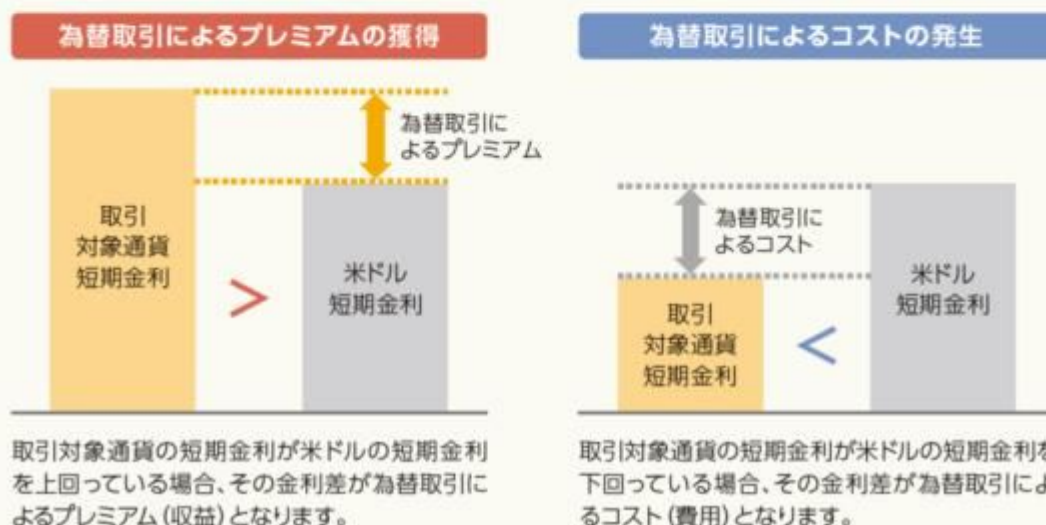 為替取引によるプレミアムの獲得
為替取引に
よるプレミアム
取引
対象通貨
短期金利
>
米ドル
短期金利
取引対象通貨の短期金利が米ドルの短期金利
を上回っている場合、その金利差が為替取引に
よるプレミアム(収益)となります。
為替取引によるコストの発生
為替取引に
よるコスト
取引
対象通貨
短期金利
<
米ドル
短期金利
取引対象通貨の短期金利が米ドルの短期金利を
下回っている場合、その金利差が為替取引によ
るコスト(費用)となります。